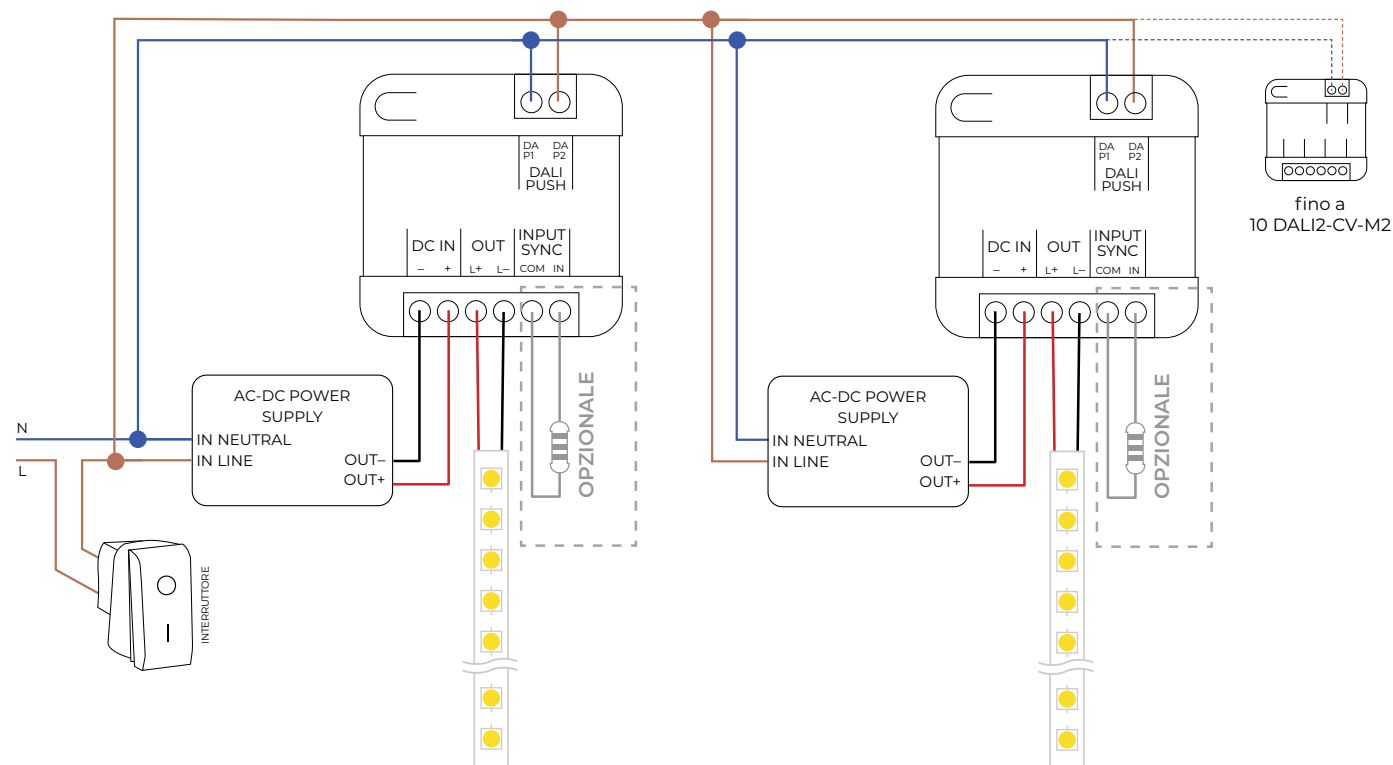 DA DA
P1 P2
DALI
PUSH
DC IN OUT INPUT
SYNC
– + L+ L– COM IN
DA DA
P1 P2
DALI
PUSH
DC IN OUT INPUT
SYNC
– + L+ L– COM IN
fino a
10 DALI2-CV-M2
AC-DC POWER
SUPPLY
IN NEUTRAL
IN LINE
OUT–
OUT+
OPZIONALE
AC-DC POWER
SUPPLY
IN NEUTRAL
IN LINE
OUT–
OUT+
OPZIONALE
N
L
INTERRUTTORE